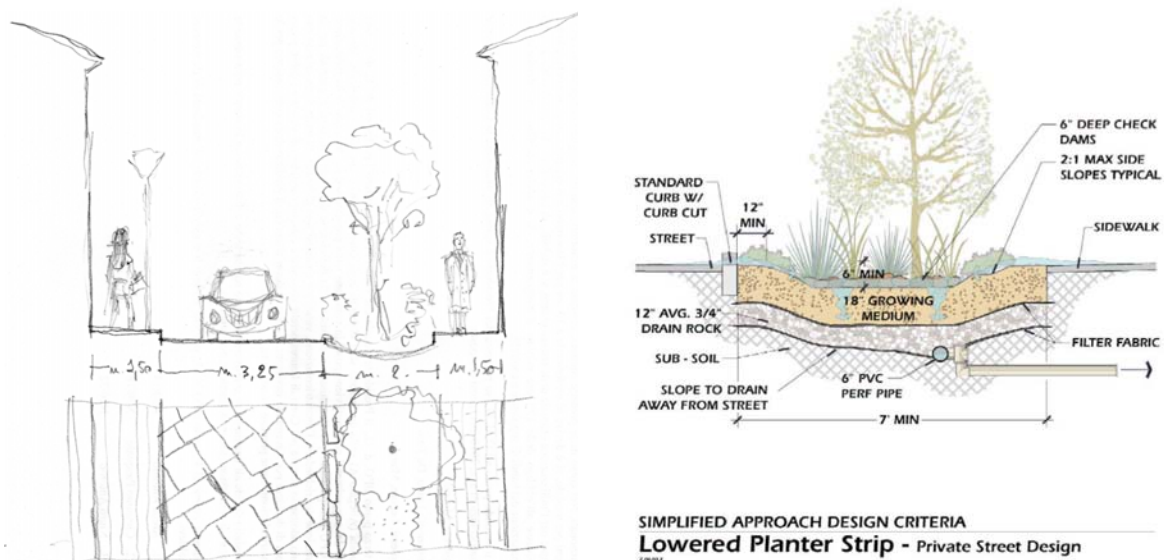 m. 1,50 m. 3,25 m. 2. m. 1,50
6" DEEP CHECK
DAMS
2:1 MAX SIDE
SLOPES TYPICAL
STANDARD
CURB W/
CURB CUT
12"
MIN
STREET
SIDEWALK
6" MIN
18" GROWING
MEDIUM
12" AVG. 3/4"
DRAIN ROCK
FILTER FABRIC
SUB - SOIL
6" PVC
PERF PIPE
SLOPE TO DRAIN
AWAY FROM STREET
7' MIN
SIMPLIFIED APPROACH DESIGN CRITERIA
Lowered Planter Strip - Private Street Design